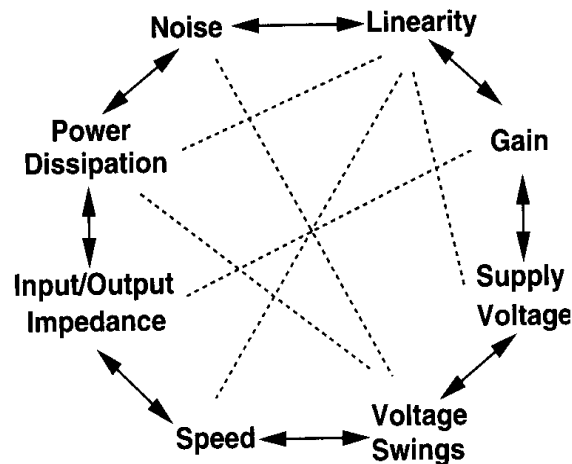 Noise
Linearity
Power
Dissipation
Gain
Input/Output
Impedance
Supply
Voltage
Speed
Voltage
Swings